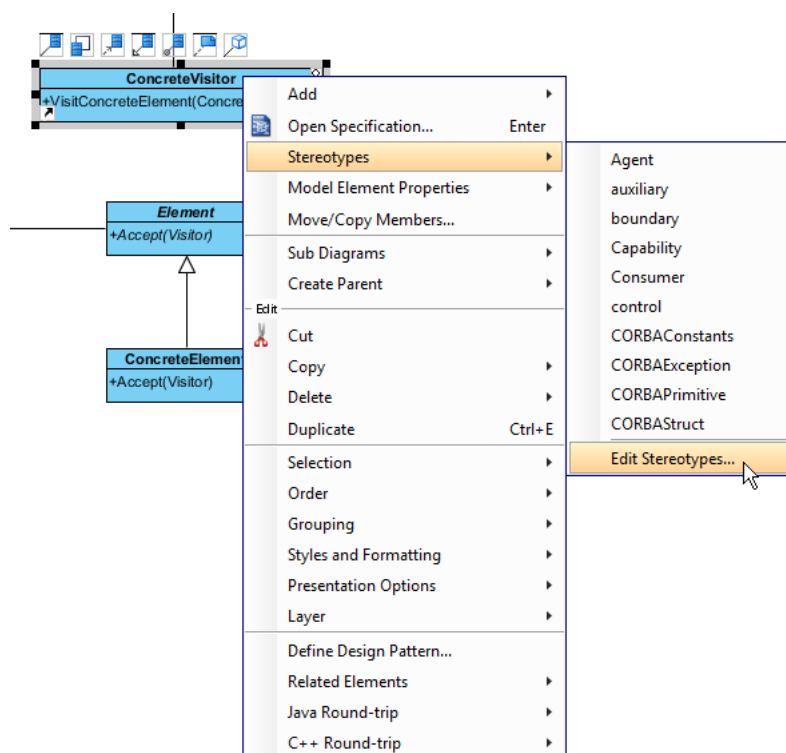 ConcreteVisitor
+VisitConcreteElement(Concre
Element
+Accept(Visitor)
ConcreteElemen
+Accept(Visitor)
Add
Open Specification... Enter
Stereotypes
Model Element Properties
Move/Copy Members...
Sub Diagrams
Create Parent
Edit
Cut
Copy
Delete
Duplicate Ctrl+E
Selection
Order
Grouping
Styles and Formatting
Presentation Options
Layer
Define Design Pattern...
Related Elements
Java Round-trip
C++ Round-trip
Agent
auxiliary
boundary
Capability
Consumer
control
CORBAConstants
CORBAException
CORBAPrimitive
CORBAStruct
Edit Stereotypes...